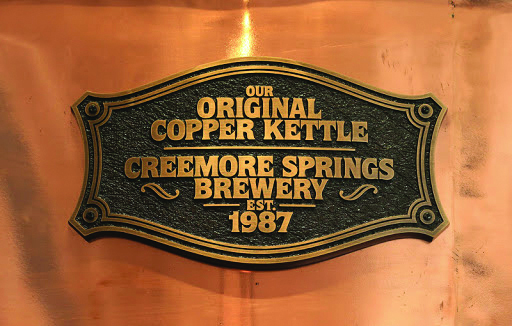 OUR
ORIGINAL
COPPER KETTLE
CREEMORE SPRINGS
BREWERY
EST.
1987